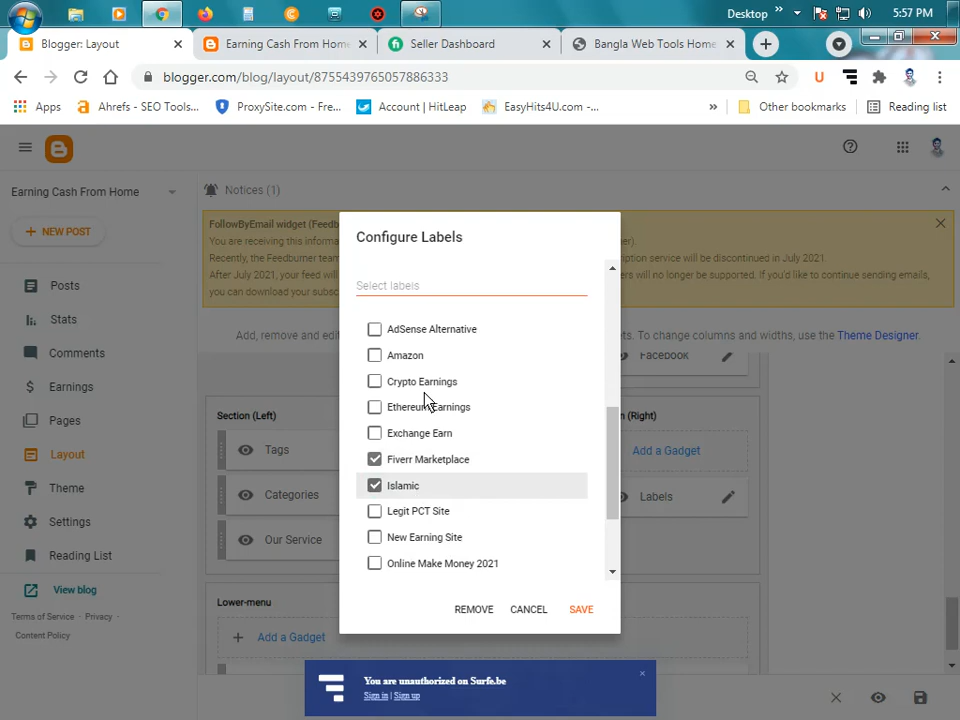 Desktop
5:57 PM
Blogger: Layout
Earning Cash From Home
Seller Dashboard
Bangla Web Tools Home
blogger.com/blog/layout/8755439765057886333
Apps
Ahrefs - SEO Tools...
ProxySite.com - Fre...
Account | HitLeap
EasyHits4U.com -...
Other bookmarks
Reading list
Earning Cash From Home
Notices (1)
NEW POST
FollowByEmail widget (Feedb
You are receiving this informa
Recently, the Feedburner team
iption service will be discontinued in July 2021.
After July 2021, your feed will
ers will no longer be supported. If you'd like to continue sending emails,
you can download your subsc
Add, remove and edit
t. To change columns and widths, use the Theme Designer.
Posts
Stats
Comments
Earnings
Pages
Layout
Theme
Settings
Reading List
View blog
Terms of Service · Privacy ·
Content Policy
Configure Labels
Select labels
AdSense Alternative
Amazon
Crypto Earnings
Ethereum Earnings
Exchange Earn
Fiverr Marketplace
Islamic
Legit PCT Site
New Earning Site
Online Make Money 2021
REMOVE
CANCEL
SAVE
Facebook
Section (Left)
n (Right)
Tags
Add a Gadget
Categories
Labels
Our Service
Lower-menu
Add a Gadget
You are unauthorized on Surfe.be
Sign in | Sign up